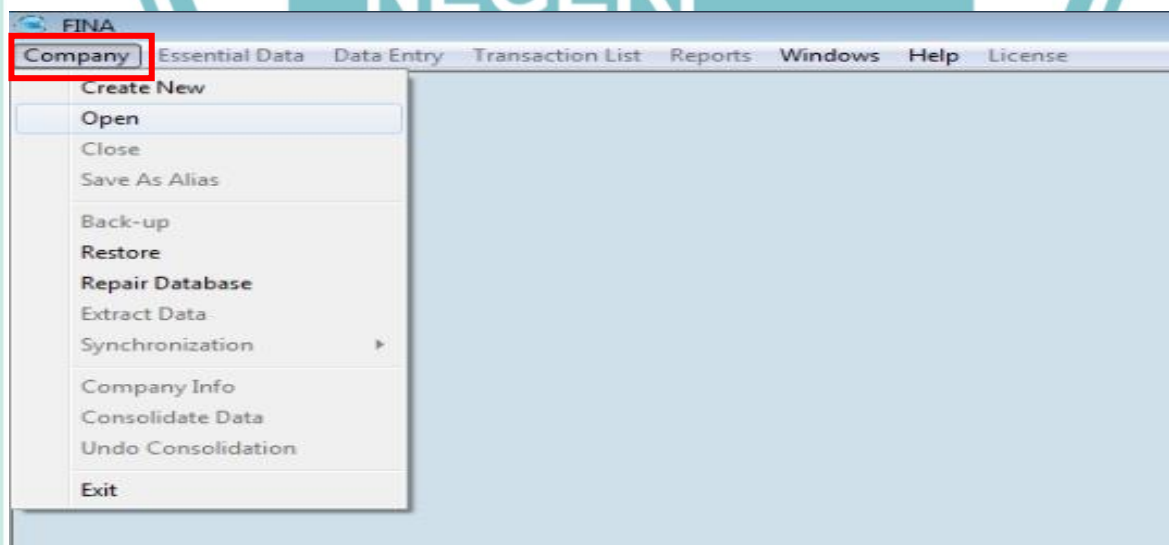 NEGERI
FINA
Company Essential Data Data Entry Transaction List Reports Windows Help License
Create New
Open
Close
Save As Alias
Back-up
Restore
Repair Database
Extract Data
Synchronization
Company Info
Consolidate Data
Undo Consolidation
Exit